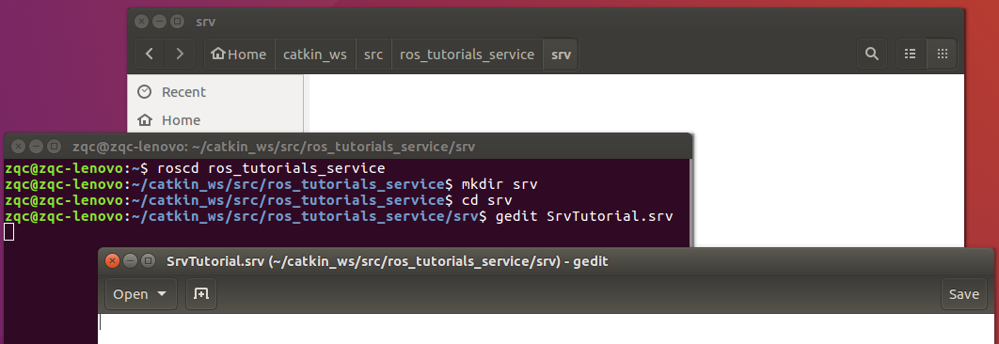 srv
Home catkin_ws src ros_tutorials_service srv
Recent
Home
zqc@zqc-lenovo: ~/catkin_ws/src/ros_tutorials_service/srv
zqc@zqc-lenovo:~$ roscd ros_tutorials_service
zqc@zqc-lenovo:~/catkin_ws/src/ros_tutorials_service$ mkdir srv
zqc@zqc-lenovo:~/catkin_ws/src/ros_tutorials_service$ cd srv
zqc@zqc-lenovo:~/catkin_ws/src/ros_tutorials_service/srv$ gedit SrvTutorial.srv
SrvTutorial.srv (~/catkin_ws/src/ros_tutorials_service/srv) - gedit
Open Save